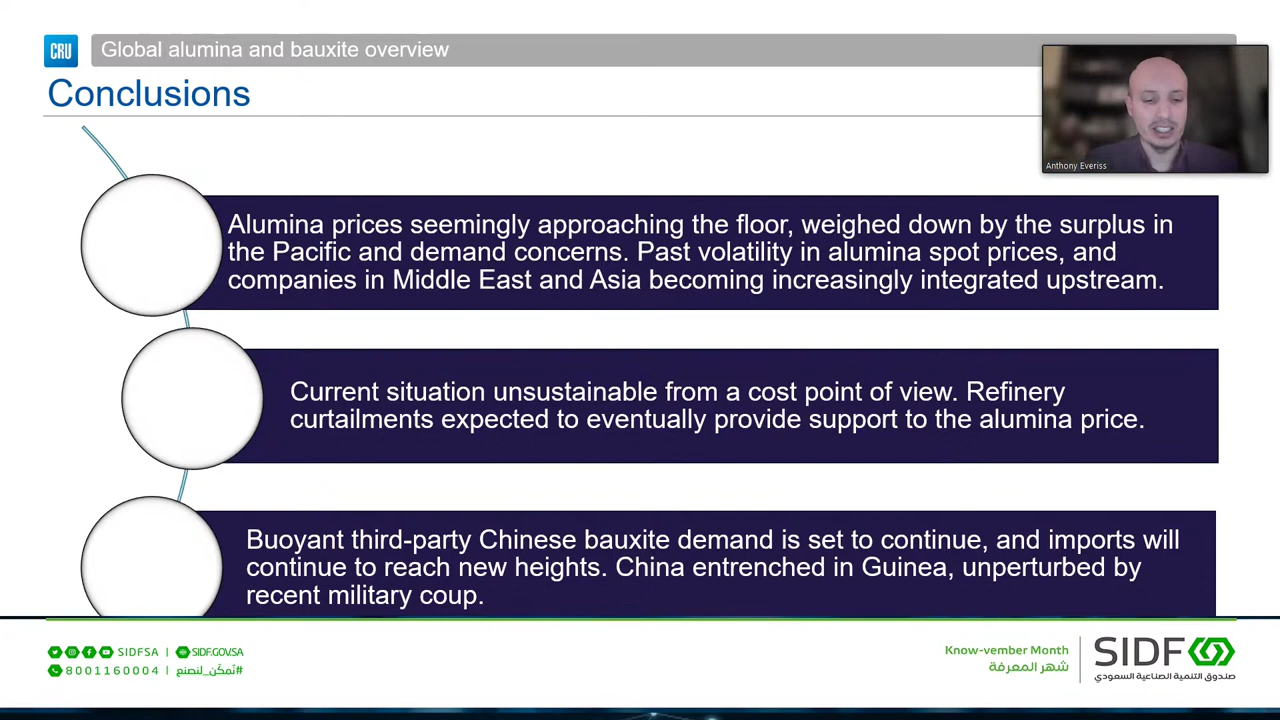 CRU
Global alumina and bauxite overview
Conclusions
Anthony Everiss
Alumina prices seemingly approaching the floor, weighed down by the surplus in
the Pacific and demand concerns. Past volatility in alumina spot prices, and
companies in Middle East and Asia becoming increasingly integrated upstream.
Current situation unsustainable from a cost point of view. Refinery
curtailments expected to eventually provide support to the alumina price.
Buoyant third-party Chinese bauxite demand is set to continue, and imports will
continue to reach new heights. China entrenched in Guinea, unperturbed by
recent military coup.
SIDFSA | SIDF.GOV.SA
8001160004 | #نُمكّن_لنصنع
Know-vember Month
شهر المعرفة
SIDF
صندوق التنمية الصناعية السعودي